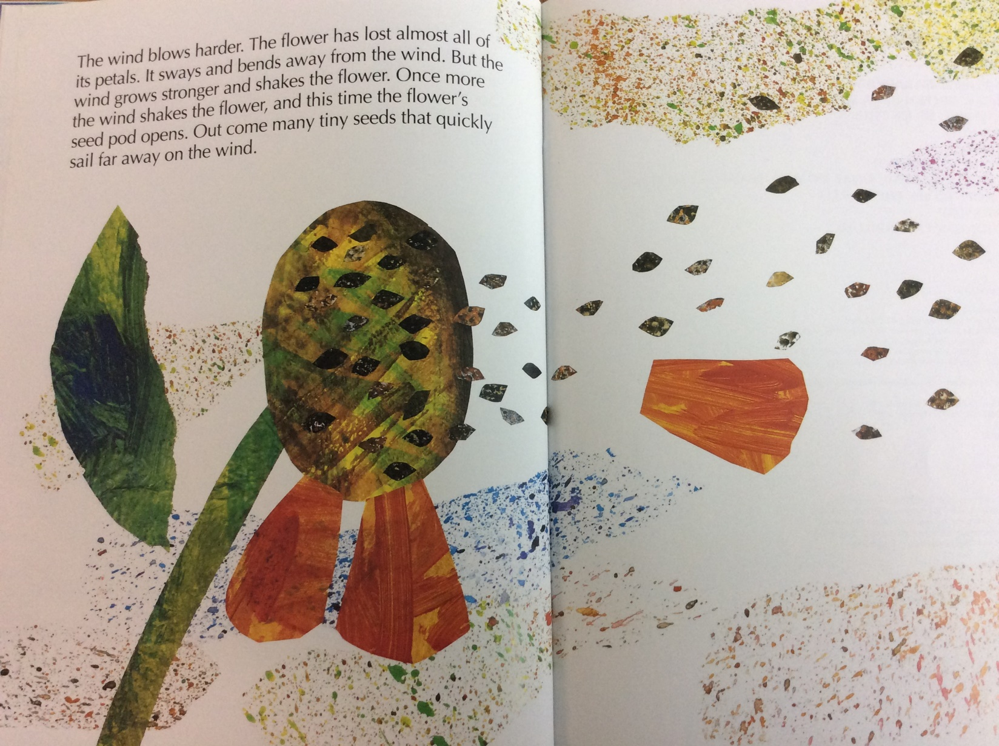 The wind blows harder. The flower has lost almost all of
its petals. It sways and bends away from the wind. But the
wind grows stronger and shakes the flower. Once more
the wind shakes the flower, and this time the flower's
seed pod opens. Out come many tiny seeds that quickly
sail far away on the wind.